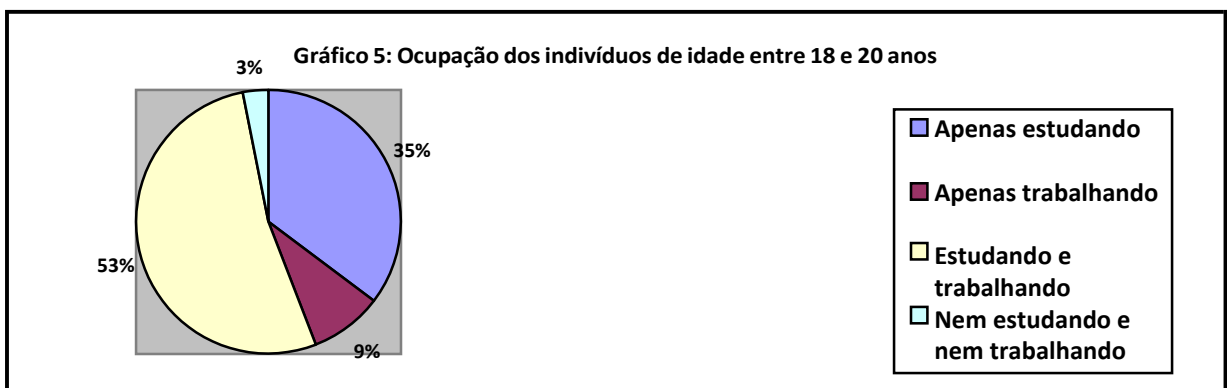 Gráfico 5: Ocupação dos indivíduos de idade entre 18 e 20 anos
3%
35%
53%
9%
Apenas estudando
Apenas trabalhando
Estudando e
trabalhando
Nem estudando e
nem trabalhando